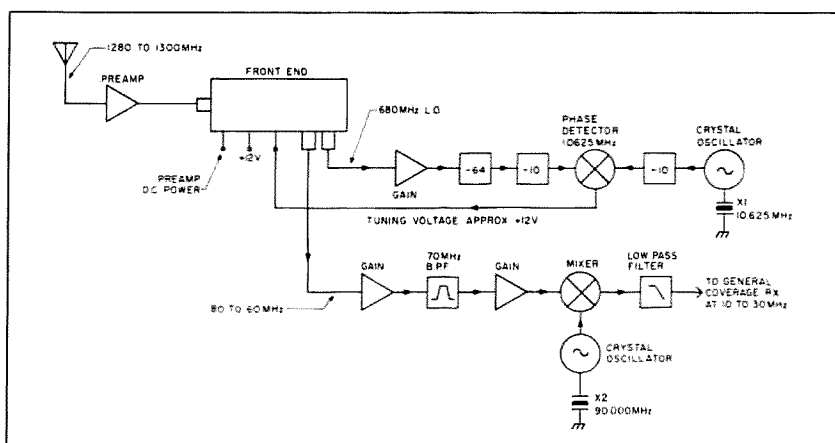 1280 TO 1300MHz
PREAMP
FRONT END
680MHz L.O
PREAMP
D.C POWER
+12V
GAIN
÷64
÷10
PHASE
DETECTOR
1.0625MHz
÷10
CRYSTAL
OSCILLATOR
X1
10.625MHz
TUNING VOLTAGE APPROX +12V
80 TO 60MHz
GAIN
70MHz
B.P.F
GAIN
MIXER
LOW PASS
FILTER
TO GENERAL
COVERAGE RX
AT 10 TO 30MHz
CRYSTAL
OSCILLATOR
X2
90.000MHz